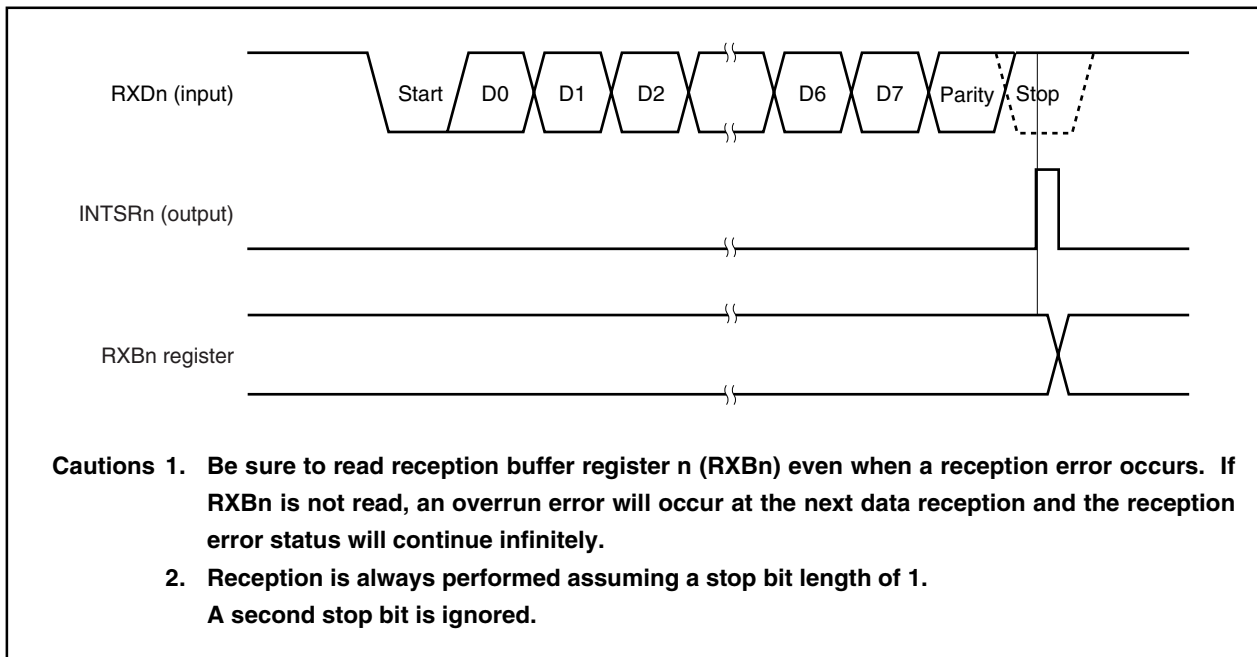 RXDn (input)
Start D0 D1 D2 D6 D7 Parity Stop
INTSRn (output)
RXBn register
Cautions 1. Be sure to read reception buffer register n (RXBn) even when a reception error occurs. If
RXBn is not read, an overrun error will occur at the next data reception and the reception
error status will continue infinitely.
2. Reception is always performed assuming a stop bit length of 1.
A second stop bit is ignored.